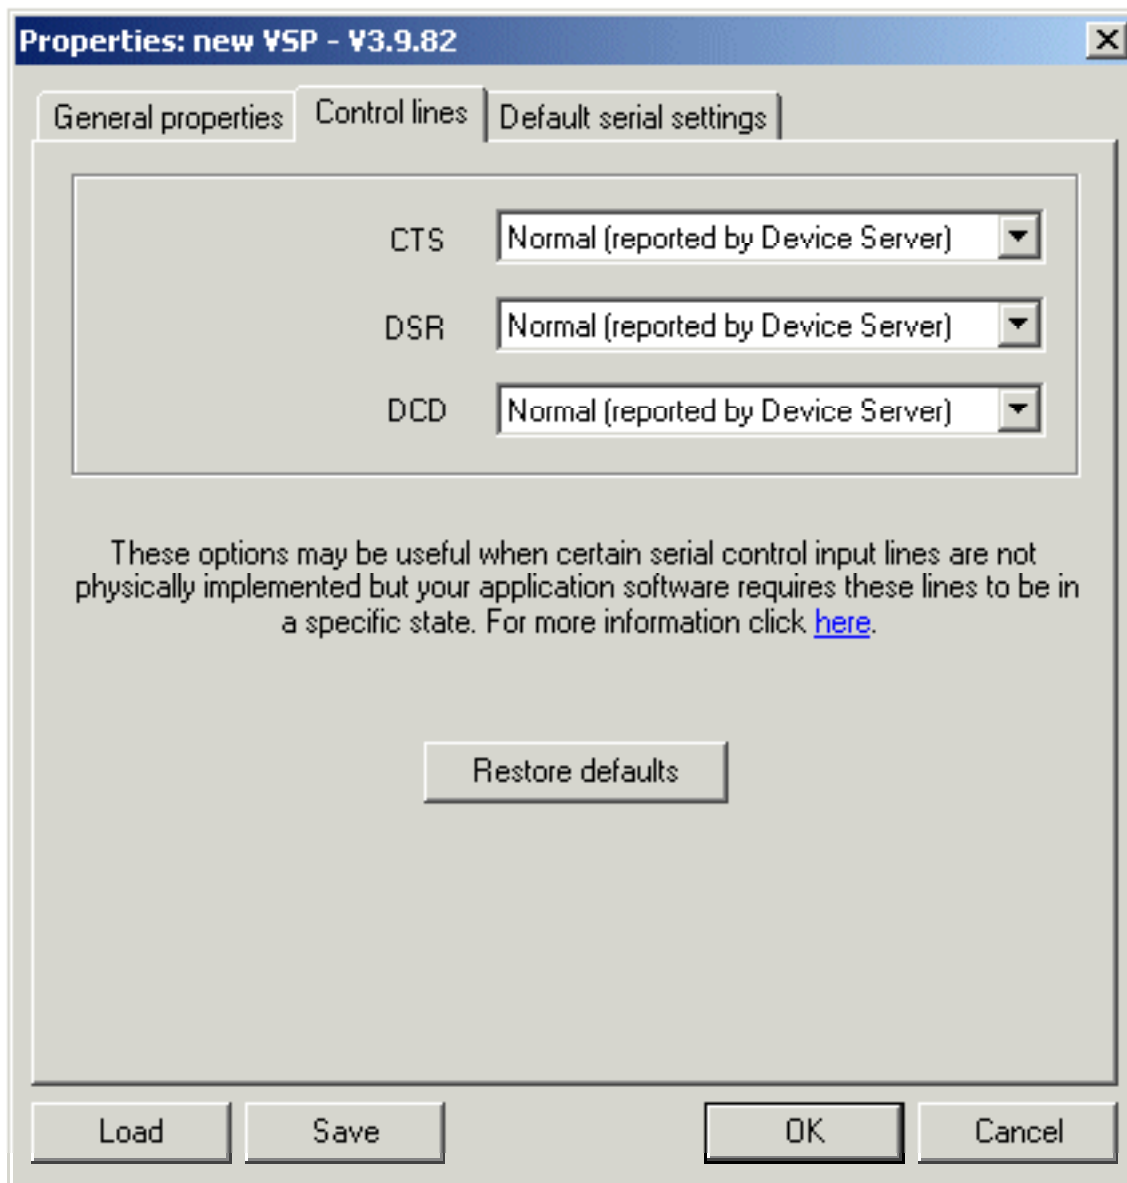 Properties: new VSP - V3.9.82
General properties
Control lines
Default serial settings
CTS
Normal (reported by Device Server)
DSR
Normal (reported by Device Server)
DCD
Normal (reported by Device Server)
These options may be useful when certain serial control input lines are not
physically implemented but your application software requires these lines to be in
a specific state. For more information click here.
Restore defaults
Load
Save
OK
Cancel